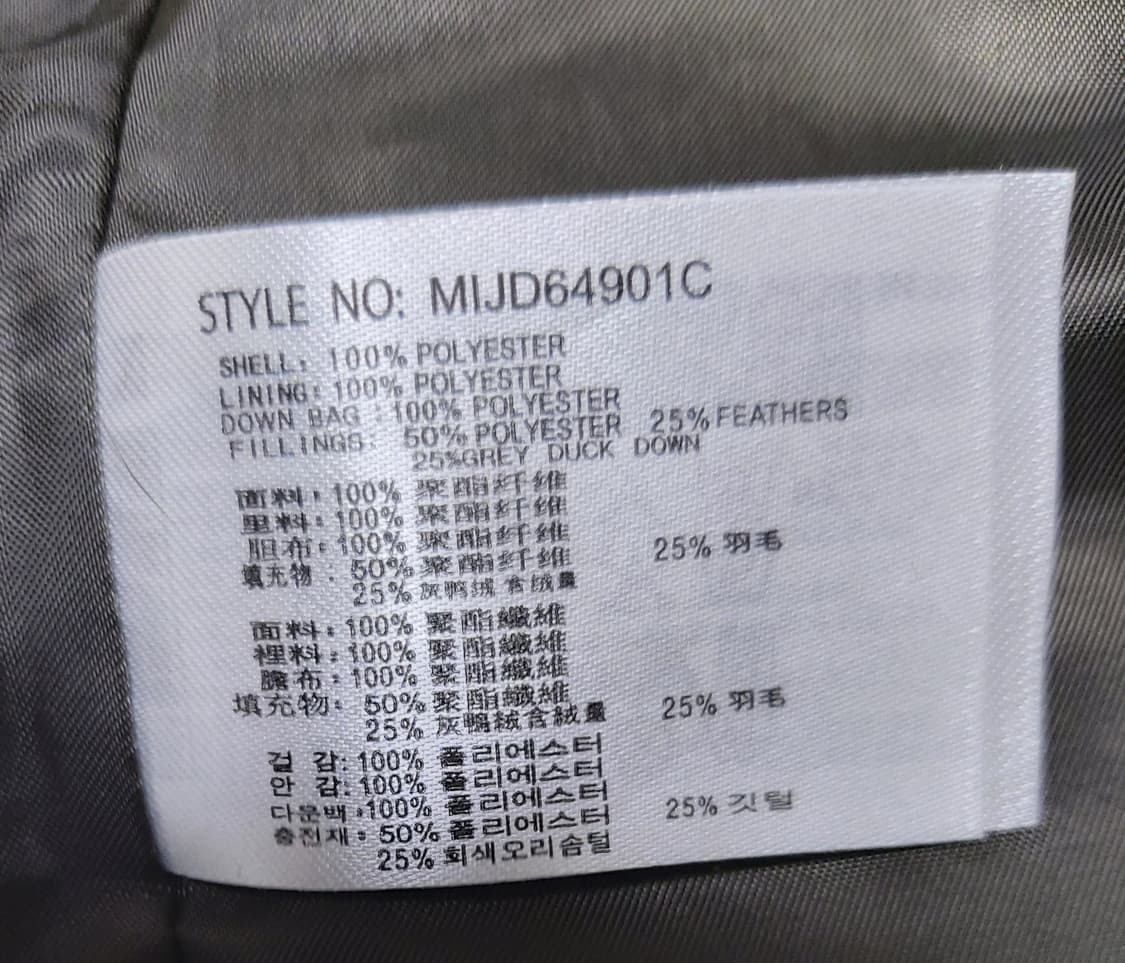 STYLE NO: MIJD64901C
SHELL: 100% POLYESTER
LINING: 100% POLYESTER
DOWN BAG : 100% POLYESTER
FILLINGS: 50% POLYESTER 25% FEATHERS
25%GREY DUCK DOWN
面料: 100% 聚酯纤维
里料: 100% 聚酯纤维
胆布: 100% 聚酯纤维
填充物: 50% 聚酯纤维 25% 羽毛
25% 灰鸭绒 含绒量
面料: 100% 聚酯纖維
裡料: 100% 聚酯纖維
膽布: 100% 聚酯纖維
填充物: 50% 聚酯纖維 25% 羽毛
25% 灰鴨絨含絨量
겉 감: 100% 폴리에스터
안 감: 100% 폴리에스터
다운백: 100% 폴리에스터
충전재: 50% 폴리에스터 25% 깃털
25% 회색오리솜털